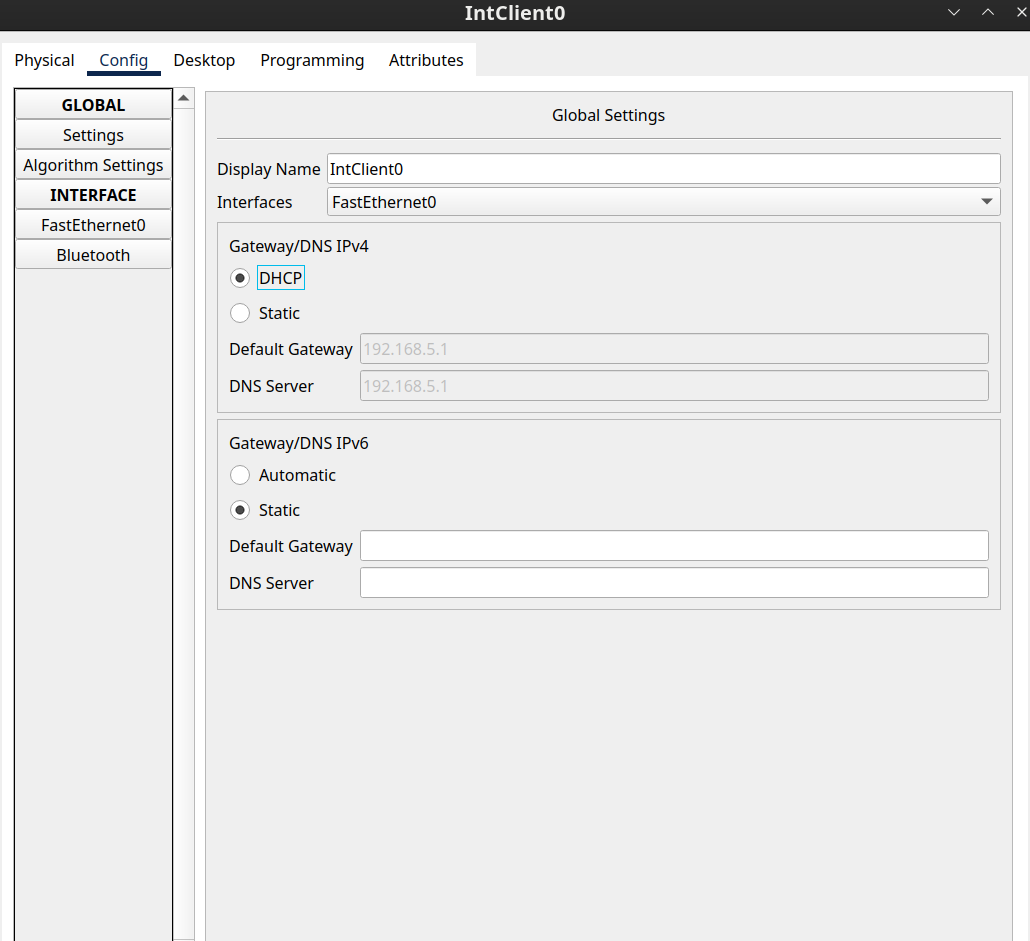 IntClient0
Physical Config Desktop Programming Attributes
GLOBAL
Settings
Algorithm Settings
INTERFACE
FastEthernet0
Bluetooth
Global Settings
Display Name IntClient0
Interfaces FastEthernet0
Gateway/DNS IPv4
DHCP
Static
Default Gateway 192.168.5.1
DNS Server 192.168.5.1
Gateway/DNS IPv6
Automatic
Static
Default Gateway
DNS Server